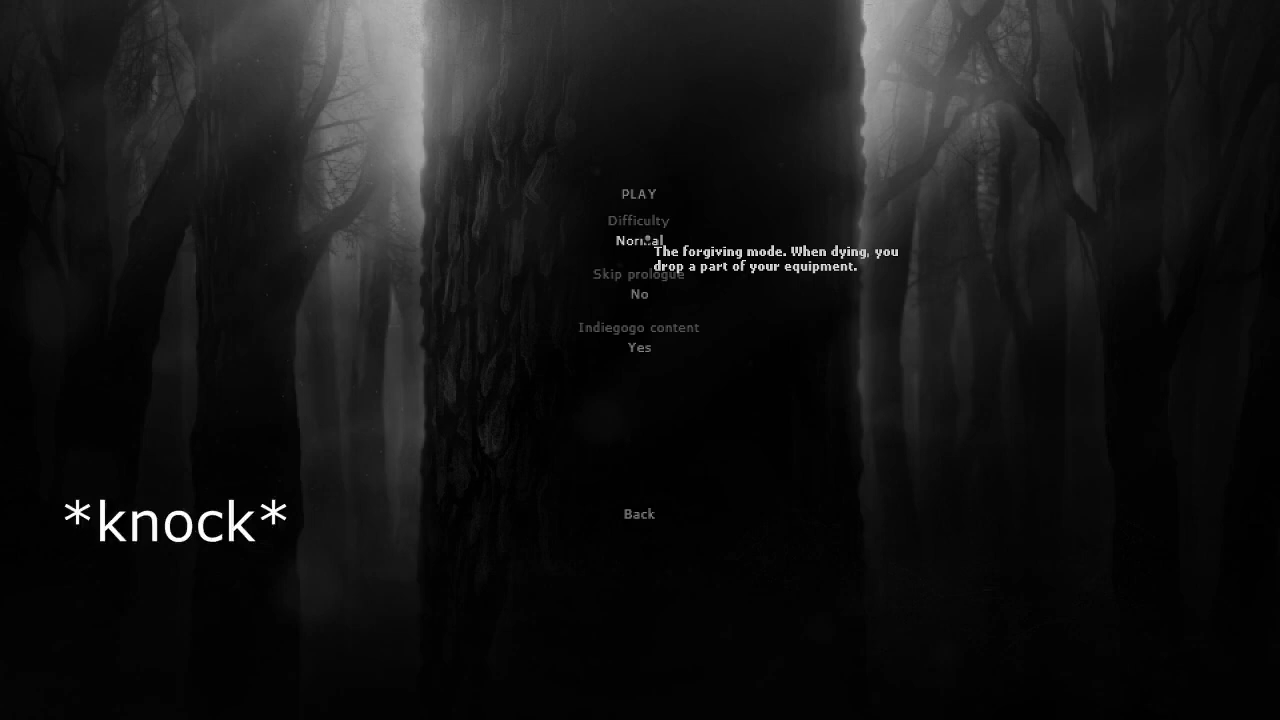 PLAY
Difficulty
Normal
The forgiving mode. When dying, you
drop a part of your equipment.
Skip prologue
No
Indiegogo content
Yes
*knock*
Back